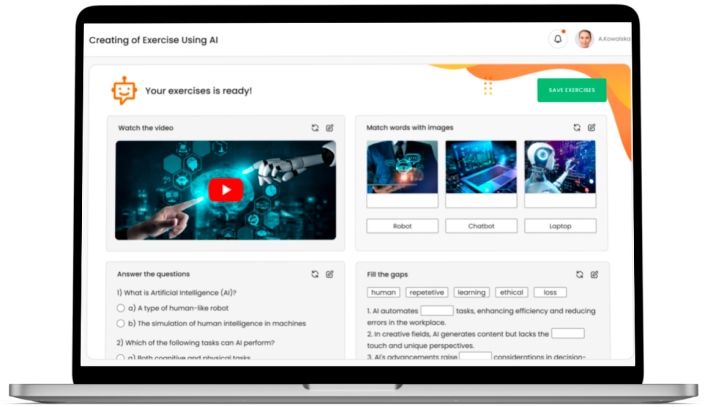 Creating of Exercise Using AI
A.Kowalska
Your exercises is ready!
SAVE EXERCISES
Watch the video
Match words with images
Robot
Chatbot
Laptop
Answer the questions
1) What is Artificial Intelligence (AI)?
a) A type of human-like robot
b) The simulation of human intelligence in machines
2) Which of the following tasks can AI perform?
a) Both cognitive and physical tasks
Fill the gaps
human
repetetive
learning
ethical
loss
1. AI automates tasks, enhancing efficiency and reducing
errors in the workplace.
2. In creative fields, AI generates content but lacks the
touch and unique perspectives.
3. AI's advancements raise considerations in decision-